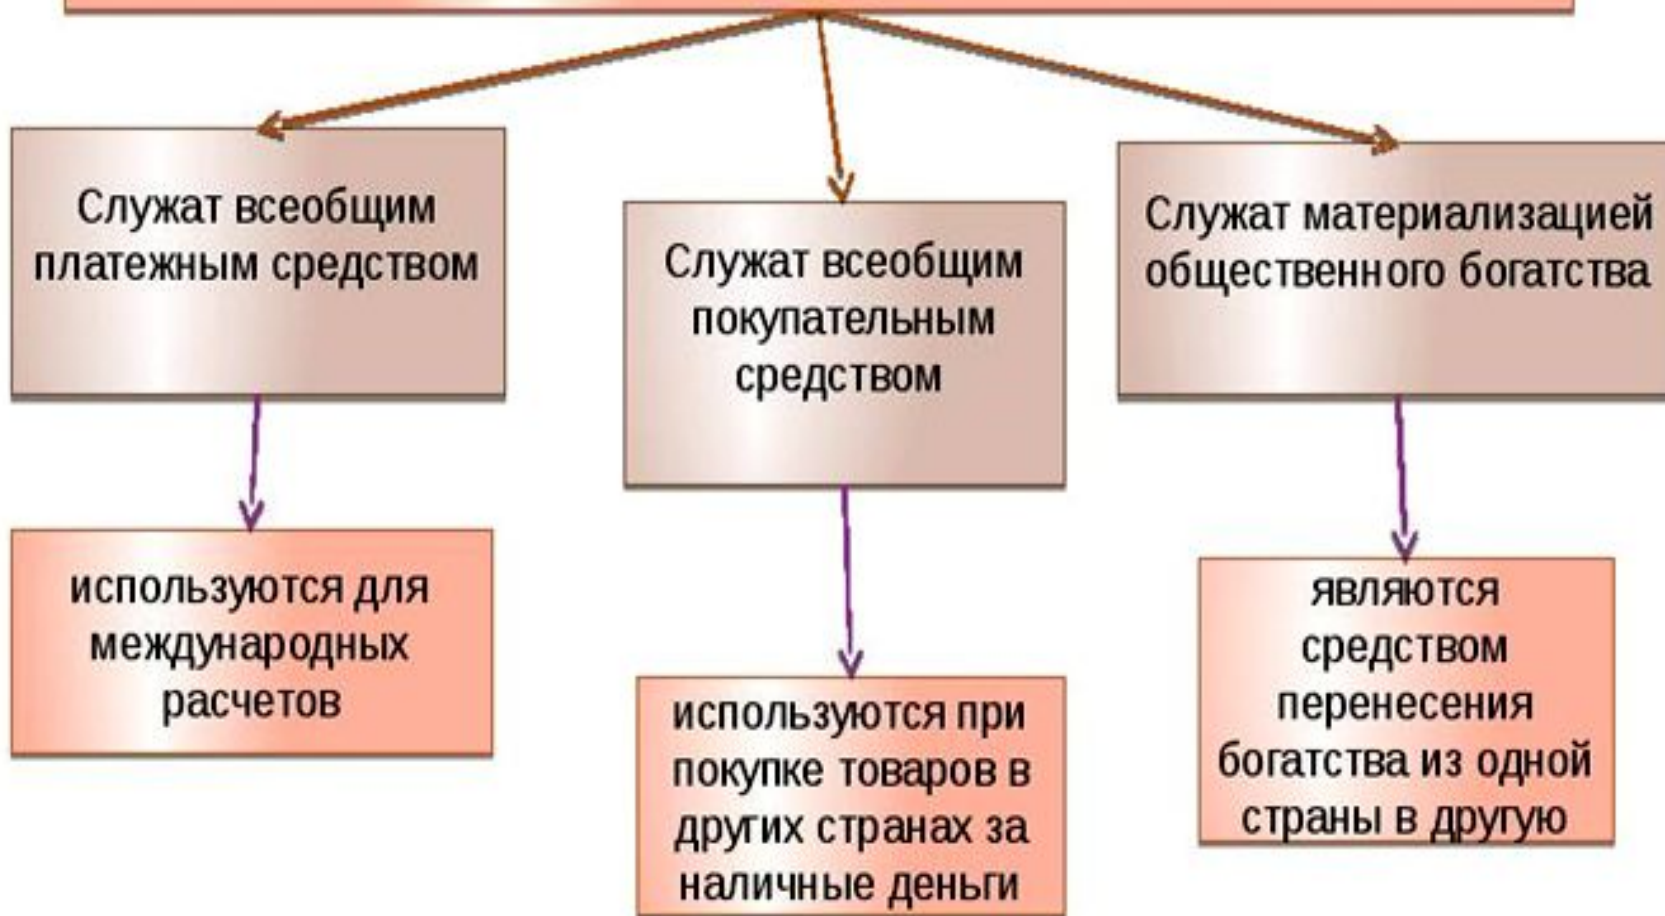 Служат всеобщим
платежным средством
Служат всеобщим
покупательным
средством
Служат материализацией
общественного богатства
используются для
международных
расчетов
используются при
покупке товаров в
других странах за
наличные деньги
являются
средством
перенесения
богатства из одной
страны в другую